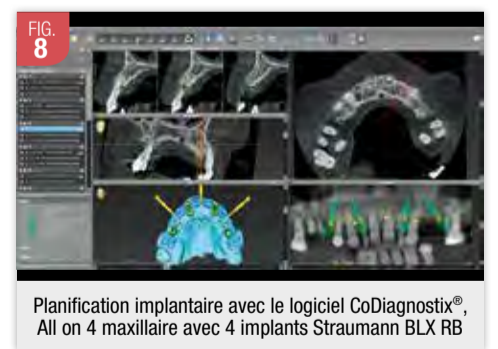 FIG.
8
Planification implantaire avec le logiciel CoDiagnostix®,
All on 4 maxillaire avec 4 implants Straumann BLX RB